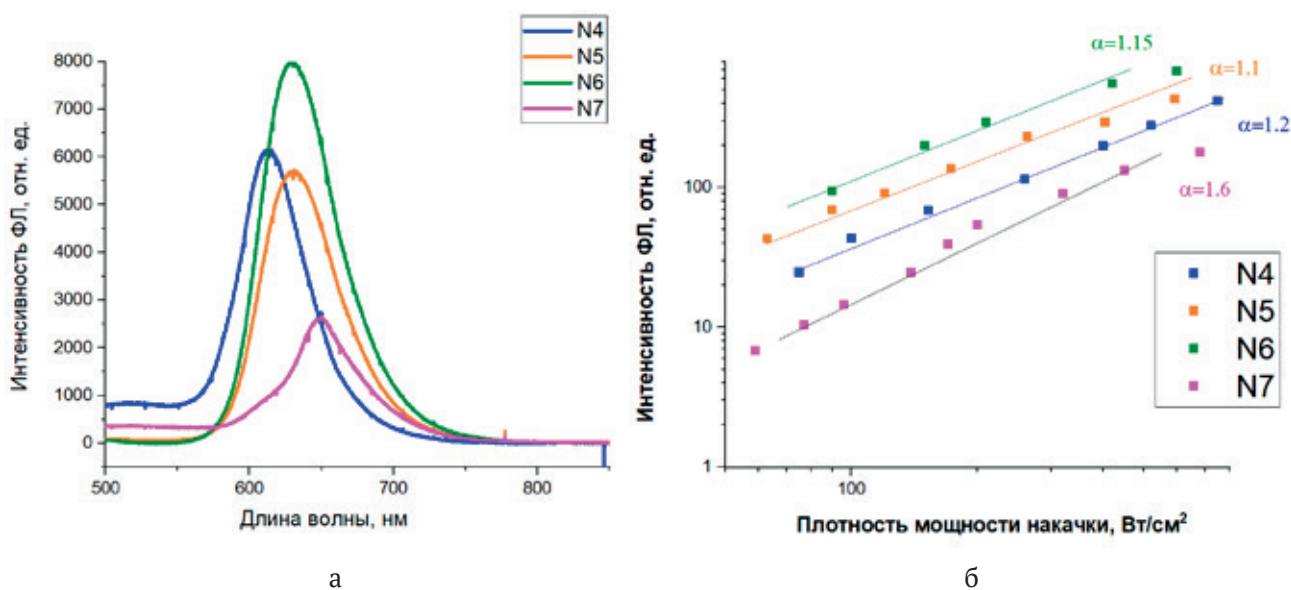 N4
N5
N6
N7
8000
7000
6000
5000
4000
3000
2000
1000
0
Интенсивность ФЛ, отн. ед.
500
600
700
800
Длина волны, нм
а
α=1.15
α=1.1
α=1.2
α=1.6
100
10
1
Интенсивность ФЛ, отн. ед.
N4
N5
N6
N7
100
Плотность мощности накачки, Вт/см²
б